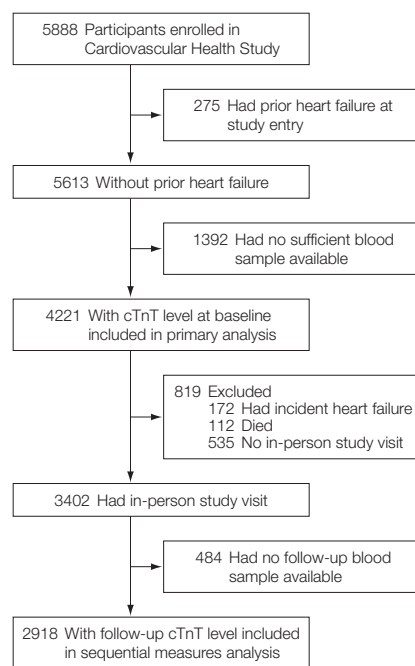 5888 Participants enrolled in
Cardiovascular Health Study
275 Had prior heart failure at
study entry
5613 Without prior heart failure
1392 Had no sufficient blood
sample available
4221 With cTnT level at baseline
included in primary analysis
819 Excluded
172 Had incident heart failure
112 Died
535 No in-person study visit
3402 Had in-person study visit
484 Had no follow-up blood
sample available
2918 With follow-up cTnT level included
in sequential measures analysis